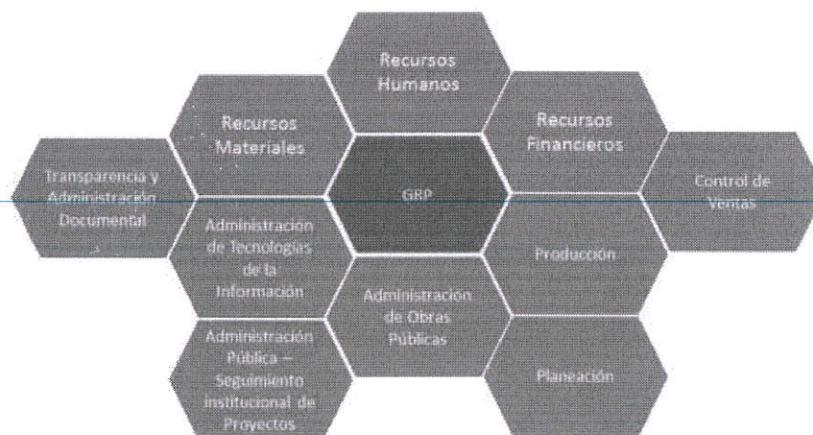 Recursos
Humanos
Recursos
Materiales
Recursos
Financieros
Transparencia y
Administración
Documental
GRP
Control de
Ventas
Administración
de Tecnologías
de la
Información
Producción
Administración
de Obras
Públicas
Administración
Pública –
Seguimiento
institucional de
Proyectos
Planeación